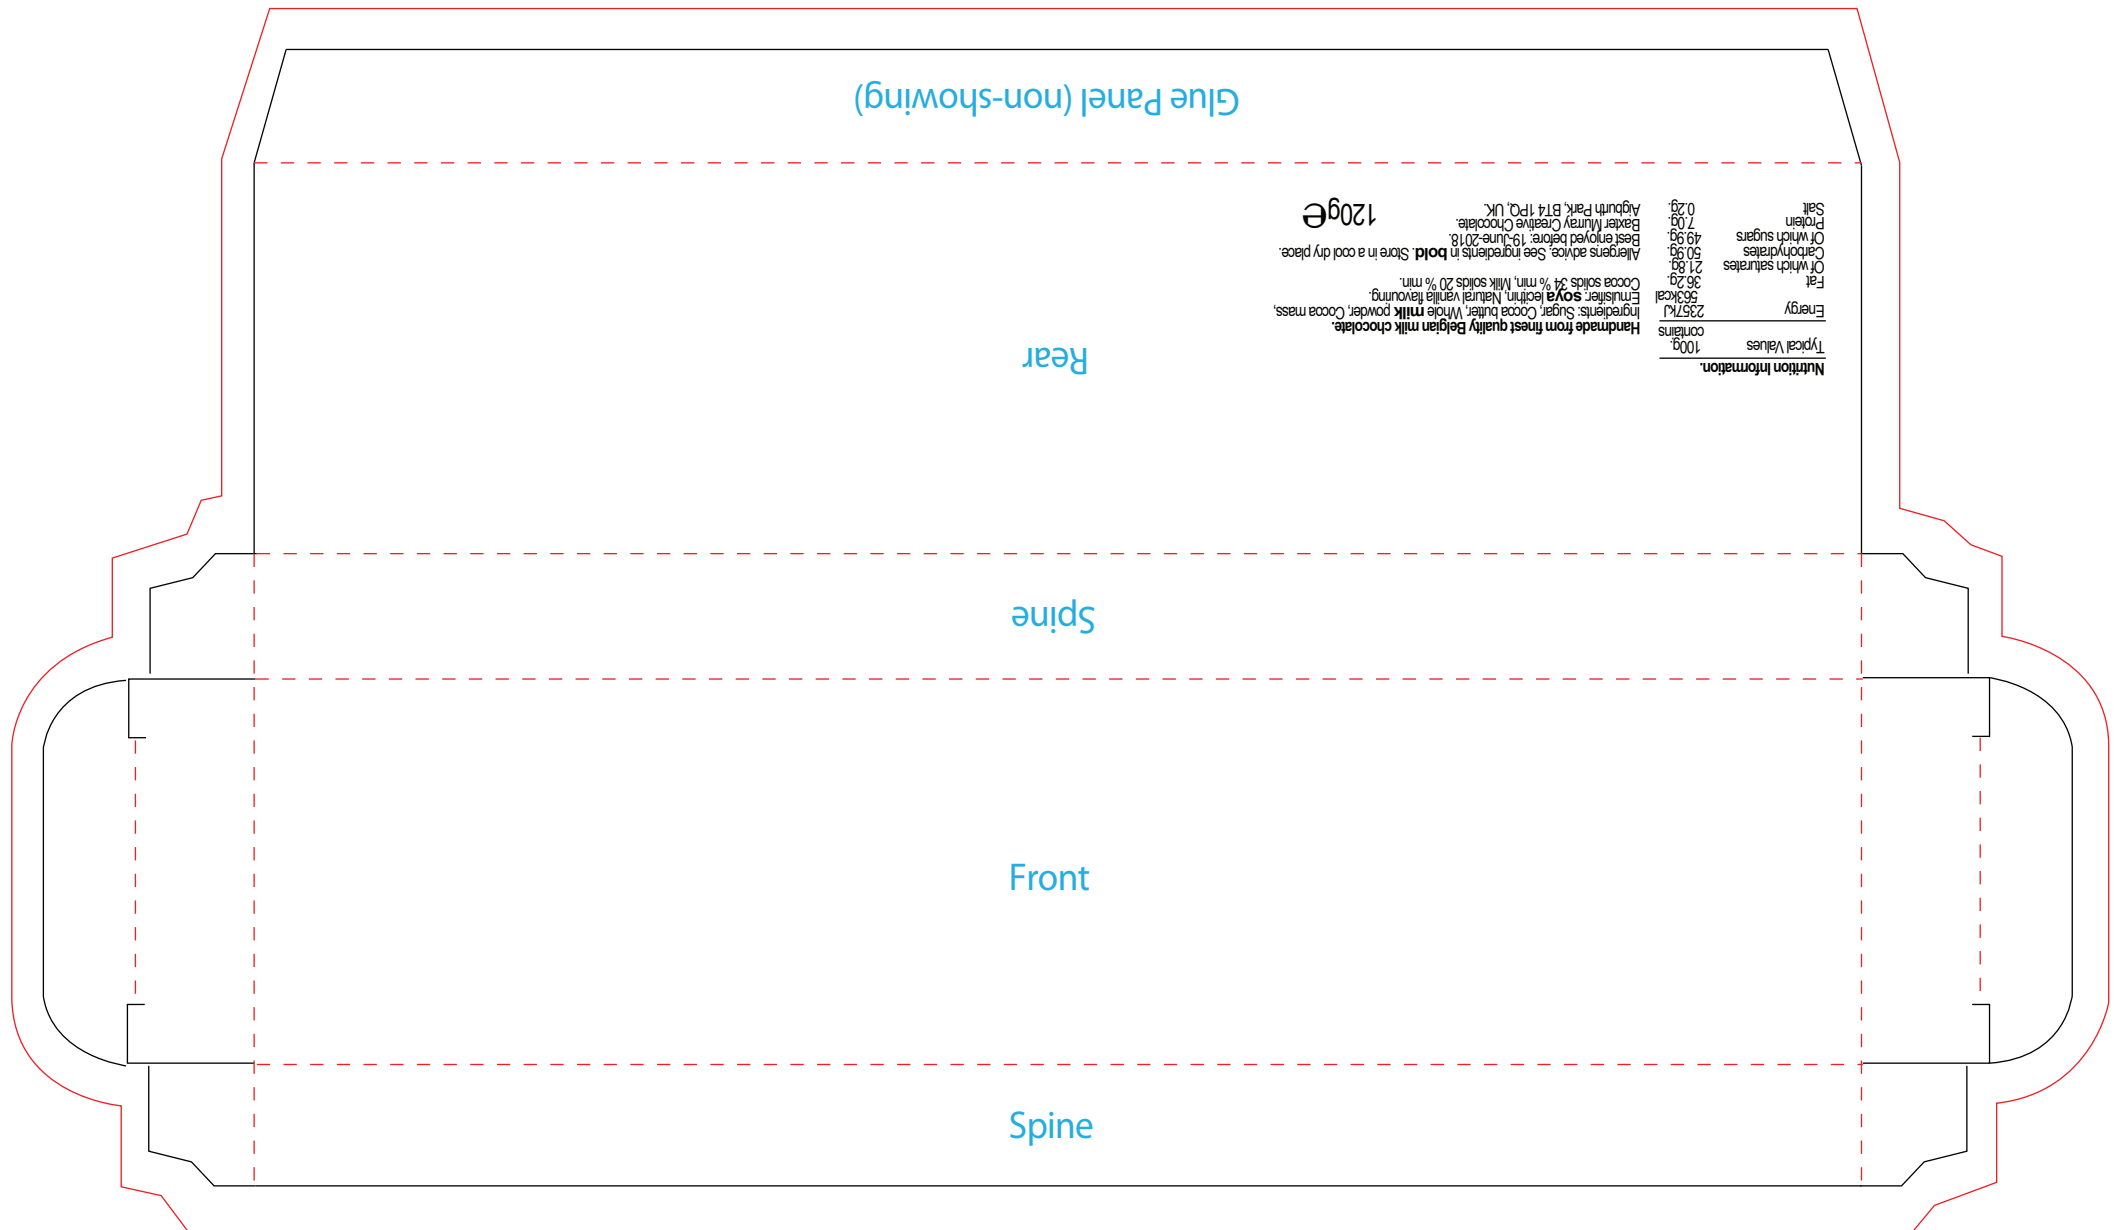 Glue Panel (non-showing)
Rear
Nutrition Information.
Typical Values 100g.
contains
Energy 2357kJ
563kcal
Fat 36.2g.
Of which saturates 21.8g.
Carbohydrates 50.9g.
Of which sugars 49.9g.
Protein 7.0g.
Salt 0.2g.
Handmade from finest quality Belgian milk chocolate.
Ingredients: Sugar, Cocoa butter, Whole milk powder, Cocoa mass,
Emulsifier: soya lecithin, Natural vanilla flavouring.
Cocoa solids 34 % min, Milk solids 20 % min.
Allergens advice. See ingredients in bold. Store in a cool dry place.
Best enjoyed before: 19-June-2018.
Baxter Murray Creative Chocolate.
Aigburth Park, BT4 1PQ, UK.
120g℮
Spine
Front
Spine